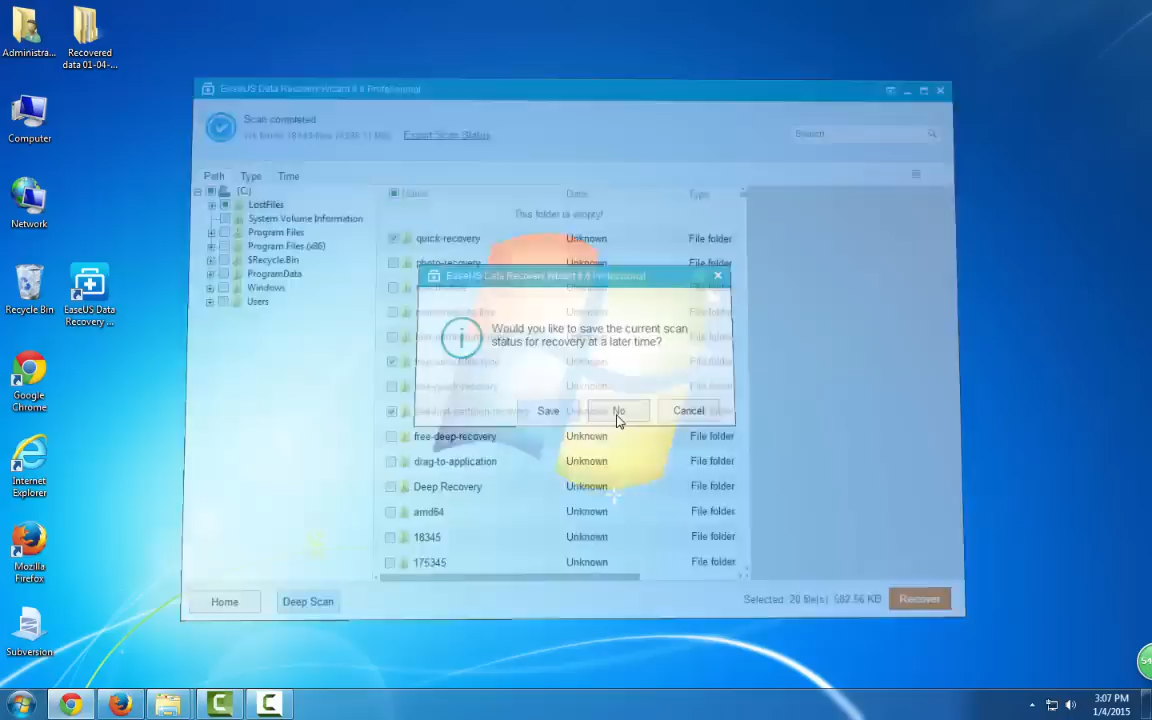 Administra...
Recovered
data 01-04-...
Computer
Network
Recycle Bin
EaseUS Data
Recovery ...
Google
Chrome
Internet
Explorer
Mozilla
Firefox
Subversion
EaseUS Data Recovery Wizard 8.6 Professional
Scan completed
Export Scan Status
Search
Path Type Time
(C:)
LostFiles
System Volume Information
Program Files
Program Files (x86)
$Recycle.Bin
ProgramData
Windows
Users
Name Date Type
This folder is empty!
quick-recovery Unknown File folder
photo-recovery Unknown File folder
EaseUS Data Recovery Wizard 8.6 Professional
Would you like to save the current scan
status for recovery at a later time?
Save No Cancel
Unknown File folder
Unknown File folder
Unknown File folder
Unknown File folder
free-deep-recovery Unknown File folder
drag-to-application Unknown File folder
Deep Recovery Unknown File folder
amd64 Unknown File folder
18345 Unknown File folder
175345 Unknown File folder
Home Deep Scan
Selected: 20 file(s)
Recover
3:07 PM
1/4/2015